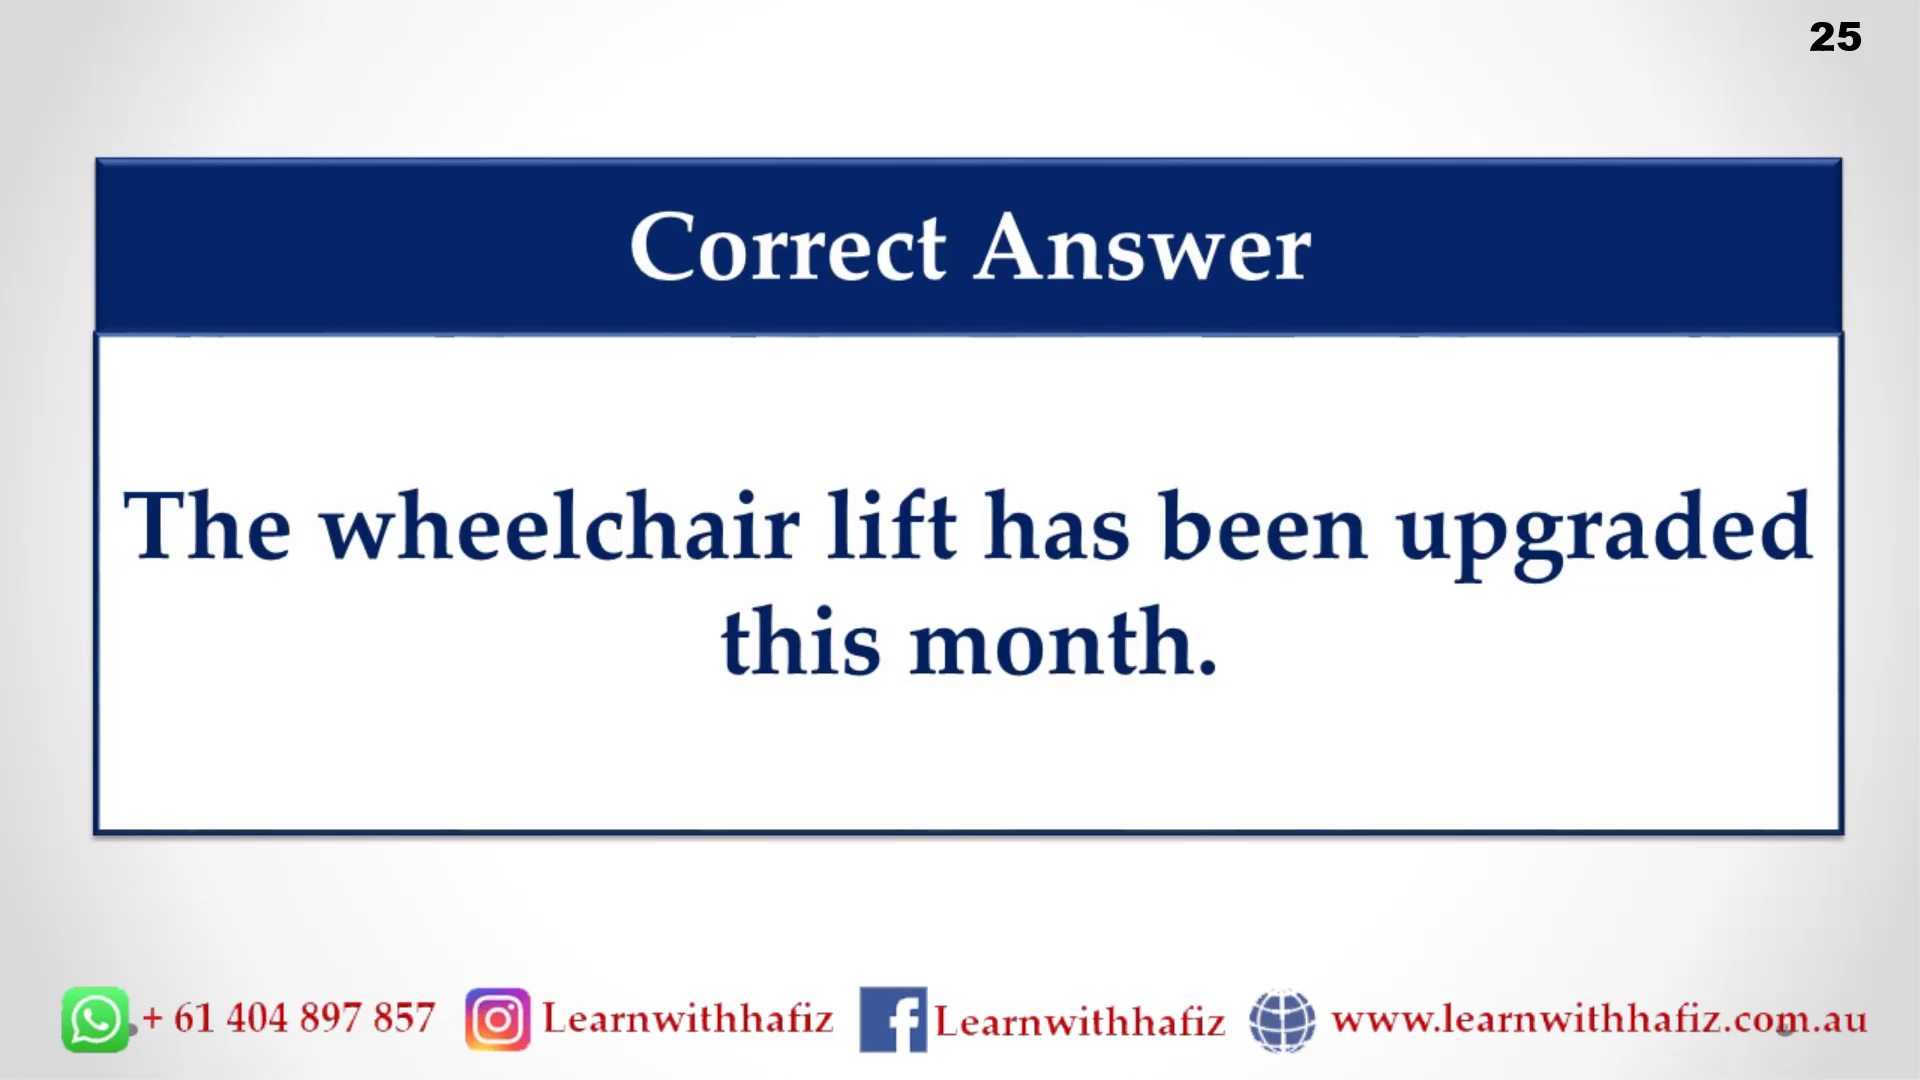 25
Correct Answer
The wheelchair lift has been upgraded
this month.
+ 61 404 897 857 Learnwithhafiz Learnwithhafiz www.learnwithhafiz.com.au